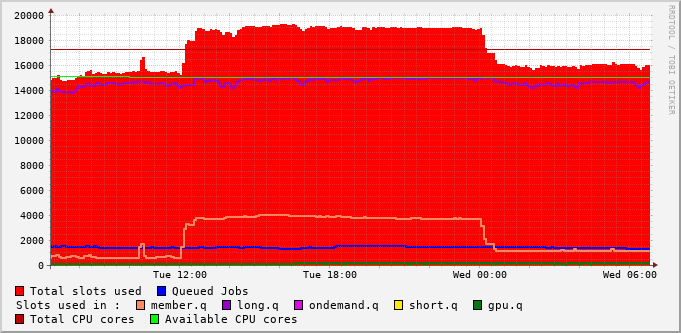 20000
18000
16000
14000
12000
10000
8000
6000
4000
2000
0
Tue 12:00 Tue 18:00 Wed 00:00 Wed 06:00
RRDTOOL / TOBI OETIKER
Total slots used Queued Jobs
Slots used in : member.q long.q ondemand.q short.q gpu.q
Total CPU cores Available CPU cores